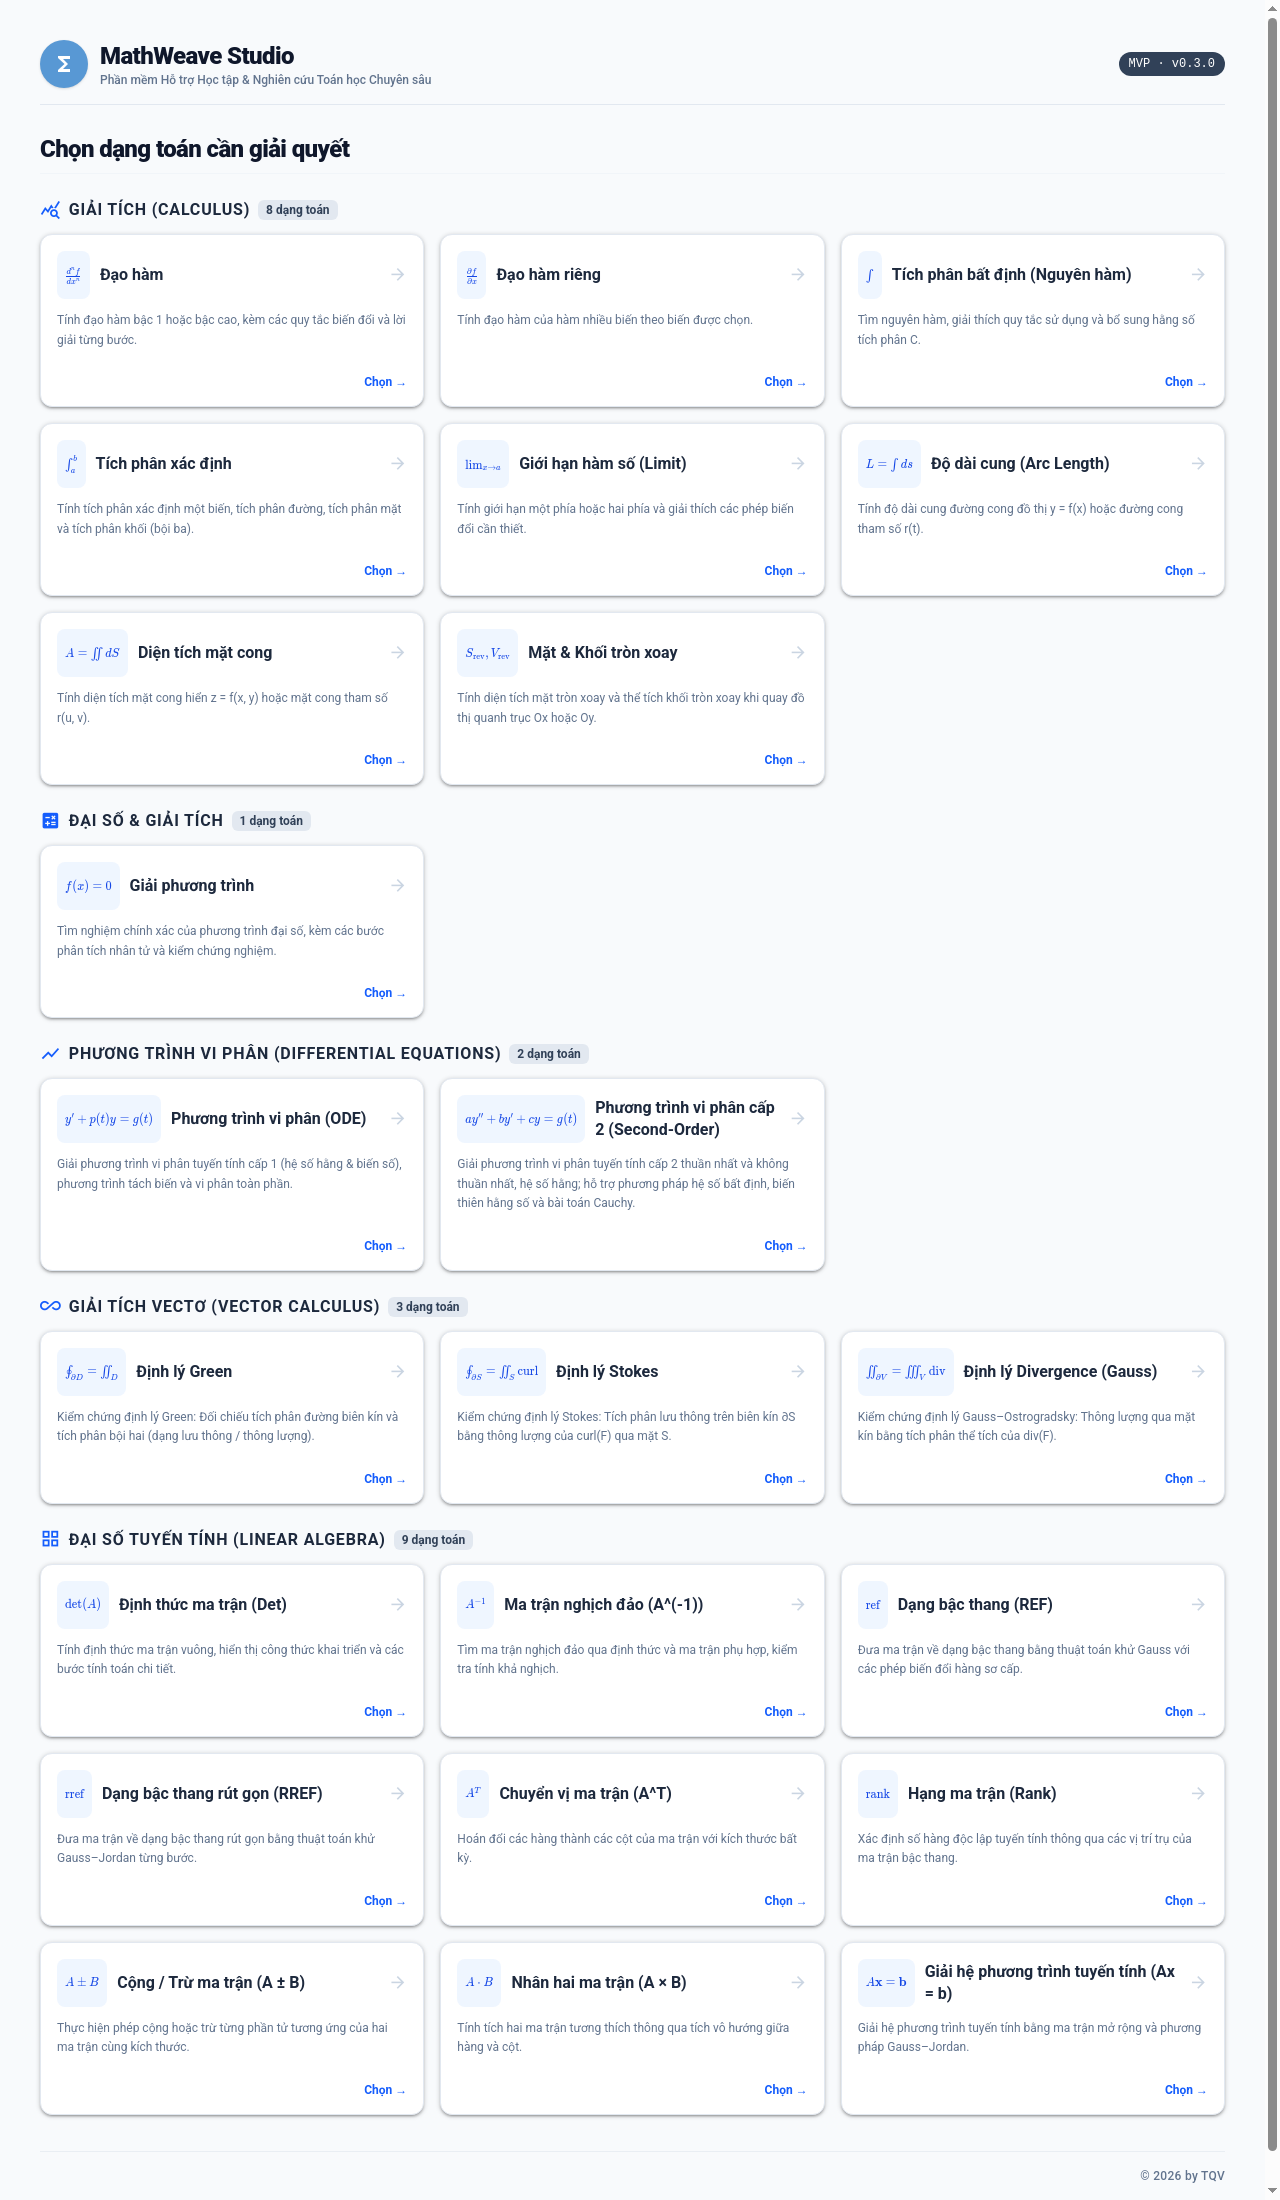 Σ
MathWeave Studio
Phần mềm Hỗ trợ Học tập & Nghiên cứu Toán học Chuyên sâu
MVP · v0.3.0
Chọn dạng toán cần giải quyết
GIẢI TÍCH (CALCULUS) 8 dạng toán
dⁿf/dxⁿ Đạo hàm
Tính đạo hàm bậc 1 hoặc bậc cao, kèm các quy tắc biến đổi và lời
giải từng bước.
Chọn →
∂f/∂x Đạo hàm riêng
Tính đạo hàm của hàm nhiều biến theo biến được chọn.
Chọn →
∫ Tích phân bất định (Nguyên hàm)
Tìm nguyên hàm, giải thích quy tắc sử dụng và bổ sung hằng số
tích phân C.
Chọn →
∫_a^b Tích phân xác định
Tính tích phân xác định một biến, tích phân đường, tích phân mặt
và tích phân khối (bội ba).
Chọn →
lim_{x→a} Giới hạn hàm số (Limit)
Tính giới hạn một phía hoặc hai phía và giải thích các phép biến
đổi cần thiết.
Chọn →
L = ∫ ds Độ dài cung (Arc Length)
Tính độ dài cung đường cong đồ thị y = f(x) hoặc đường cong
tham số r(t).
Chọn →
A = ∬ dS Diện tích mặt cong
Tính diện tích mặt cong hiển z = f(x, y) hoặc mặt cong tham số
r(u, v).
Chọn →
S_rev, V_rev Mặt & Khối tròn xoay
Tính diện tích mặt tròn xoay và thể tích khối tròn xoay khi quay đồ
thị quanh trục Ox hoặc Oy.
Chọn →
ĐẠI SỐ & GIẢI TÍCH 1 dạng toán
f(x) = 0 Giải phương trình
Tìm nghiệm chính xác của phương trình đại số, kèm các bước
phân tích nhân tử và kiểm chứng nghiệm.
Chọn →
PHƯƠNG TRÌNH VI PHÂN (DIFFERENTIAL EQUATIONS) 2 dạng toán
y′ + p(t)y = g(t) Phương trình vi phân (ODE)
Giải phương trình vi phân tuyến tính cấp 1 (hệ số hằng & biến số),
phương trình tách biến và vi phân toàn phần.
Chọn →
ay″ + by′ + cy = g(t) Phương trình vi phân cấp
2 (Second-Order)
Giải phương trình vi phân tuyến tính cấp 2 thuần nhất và không
thuần nhất, hệ số hằng; hỗ trợ phương pháp hệ số bất định, biến
thiên hằng số và bài toán Cauchy.
Chọn →
GIẢI TÍCH VECTƠ (VECTOR CALCULUS) 3 dạng toán
∮_{∂D} = ∬_D Định lý Green
Kiểm chứng định lý Green: Đối chiếu tích phân đường biên kín và
tích phân bội hai (dạng lưu thông / thông lượng).
Chọn →
∮_{∂S} = ∬_S curl Định lý Stokes
Kiểm chứng định lý Stokes: Tích phân lưu thông trên biên kín ∂S
bằng thông lượng của curl(F) qua mặt S.
Chọn →
∬_{∂V} = ∭_V div Định lý Divergence (Gauss)
Kiểm chứng định lý Gauss–Ostrogradsky: Thông lượng qua mặt
kín bằng tích phân thể tích của div(F).
Chọn →
ĐẠI SỐ TUYẾN TÍNH (LINEAR ALGEBRA) 9 dạng toán
det(A) Định thức ma trận (Det)
Tính định thức ma trận vuông, hiển thị công thức khai triển và các
bước tính toán chi tiết.
Chọn →
A⁻¹ Ma trận nghịch đảo (A^(-1))
Tìm ma trận nghịch đảo qua định thức và ma trận phụ hợp, kiểm
tra tính khả nghịch.
Chọn →
ref Dạng bậc thang (REF)
Đưa ma trận về dạng bậc thang bằng thuật toán khử Gauss với
các phép biến đổi hàng sơ cấp.
Chọn →
rref Dạng bậc thang rút gọn (RREF)
Đưa ma trận về dạng bậc thang rút gọn bằng thuật toán khử
Gauss–Jordan từng bước.
Chọn →
Aᵀ Chuyển vị ma trận (A^T)
Hoán đổi các hàng thành các cột của ma trận với kích thước bất
kỳ.
Chọn →
rank Hạng ma trận (Rank)
Xác định số hàng độc lập tuyến tính thông qua các vị trí trụ của
ma trận bậc thang.
Chọn →
A ± B Cộng / Trừ ma trận (A ± B)
Thực hiện phép cộng hoặc trừ từng phần tử tương ứng của hai
ma trận cùng kích thước.
Chọn →
A · B Nhân hai ma trận (A × B)
Tính tích hai ma trận tương thích thông qua tích vô hướng giữa
hàng và cột.
Chọn →
Ax = b Giải hệ phương trình tuyến tính (Ax
= b)
Giải hệ phương trình tuyến tính bằng ma trận mở rộng và phương
pháp Gauss–Jordan.
Chọn →
© 2026 by TQV